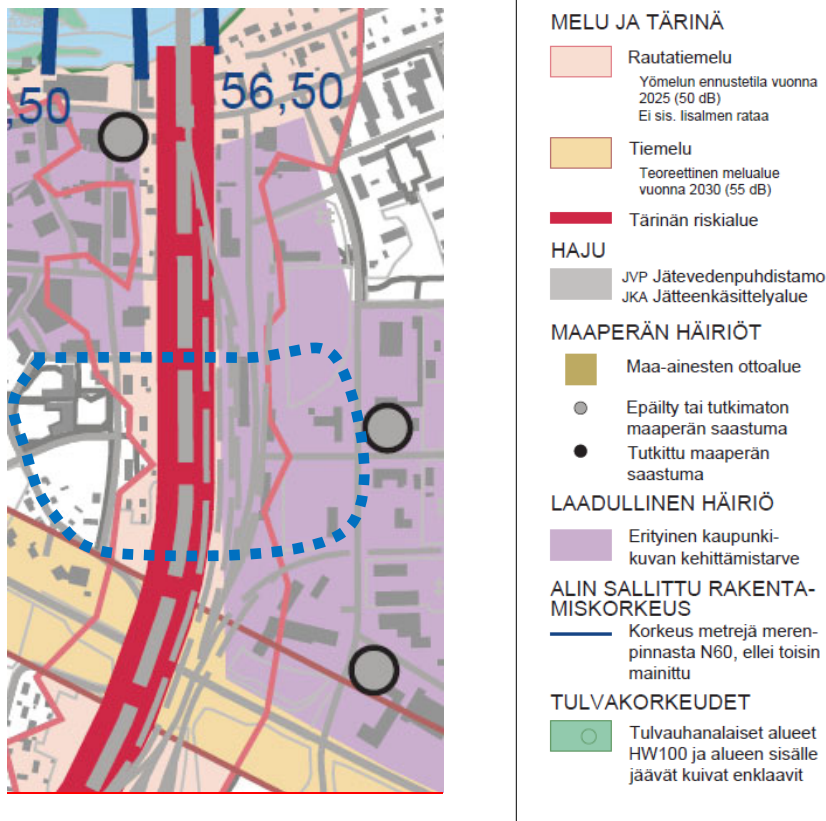 ,50
56,50
MELU JA TÄRINÄ
Rautatiemelu
Yömelun ennustetila vuonna
2025 (50 dB)
Ei sis. Iisalmen rataa
Tiemelu
Teoreettinen melualue
vuonna 2030 (55 dB)
Tärinän riskialue
HAJU
JVP Jätevedenpuhdistamo
JKA Jätteenkäsittelyalue
MAAPERÄN HÄIRIÖT
Maa-ainesten ottoalue
Epäilty tai tutkimaton
maaperän saastuma
Tutkittu maaperän
saastuma
LAADULLINEN HÄIRIÖ
Erityinen kaupunki-
kuvan kehittämistarve
ALIN SALLITTU RAKENTA-
MISKORKEUS
Korkeus metrejä meren-
pinnasta N60, ellei toisin
mainittu
TULVAKORKEUDET
Tulvauhanalaiset alueet
HW100 ja alueen sisälle
jäävät kuivat enklaavit